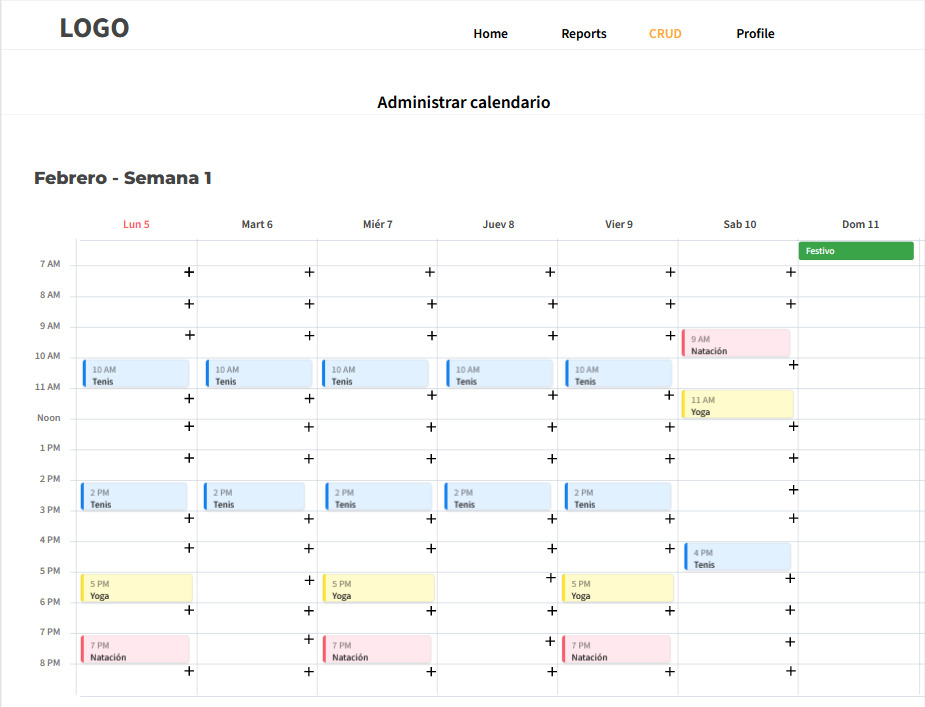 LOGO
Home Reports CRUD Profile
Administrar calendario
Febrero - Semana 1
Lun 5 Mart 6 Miér 7 Juev 8 Vier 9 Sab 10 Dom 11
Festivo
7 AM
8 AM
9 AM
9 AM
Natación
10 AM
10 AM 10 AM 10 AM 10 AM 10 AM
Tenis Tenis Tenis Tenis Tenis
11 AM
11 AM
Yoga
Noon
1 PM
2 PM
2 PM 2 PM 2 PM 2 PM 2 PM
Tenis Tenis Tenis Tenis Tenis
3 PM
4 PM
4 PM
Tenis
5 PM
5 PM 5 PM 5 PM
Yoga Yoga Yoga
6 PM
7 PM
7 PM 7 PM 7 PM
Natación Natación Natación
8 PM